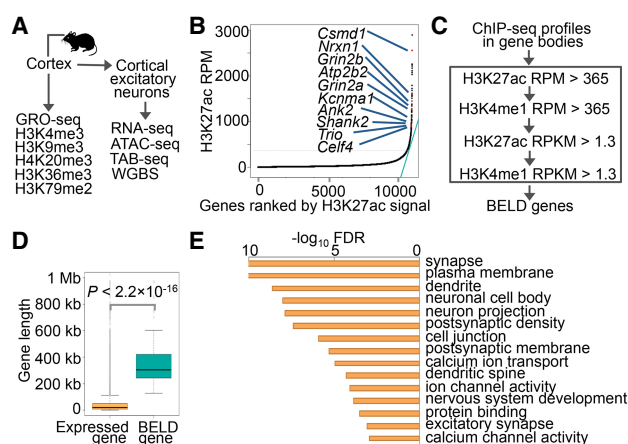 A
Cortex
Cortical
excitatory
neurons
GRO-seq
H3K4me3
H3K9me3
H4K20me3
H3K36me3
H3K79me2
RNA-seq
ATAC-seq
TAB-seq
WGBS
B
H3K27ac RPM
3000
2000
1000
0
Csmd1
Nrxn1
Grin2b
Atp2b2
Grin2a
Kcnma1
Ank2
Shank2
Trio
Celf4
0 5000 10000
Genes ranked by H3K27ac signal
C
ChIP-seq profiles
in gene bodies
H3K27ac RPM > 365
H3K4me1 RPM > 365
H3K27ac RPKM > 1.3
H3K4me1 RPKM > 1.3
BELD genes
D
Gene length
1 Mb
800 kb
600 kb
400 kb
200 kb
0
P < 2.2×10-16
Expressed
gene
BELD
gene
E
-log10 FDR
10 5 0
synapse
plasma membrane
dendrite
neuronal cell body
neuron projection
postsynaptic density
cell junction
postsynaptic membrane
calcium ion transport
dendritic spine
ion channel activity
nervous system development
protein binding
excitatory synapse
calcium channel activity